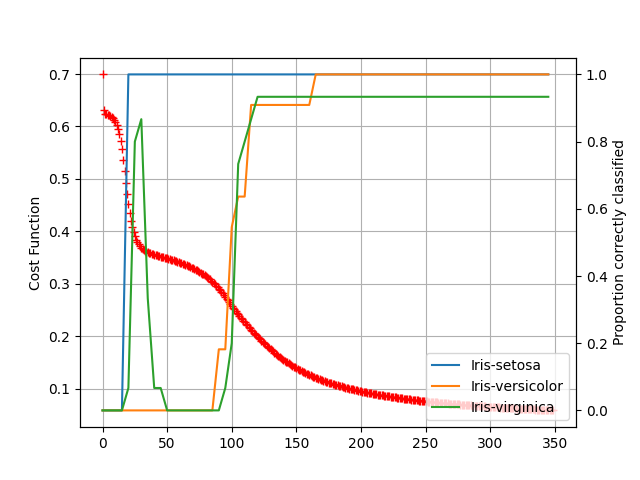 0.7
0.6
0.5
0.4
0.3
0.2
0.1
Cost Function
1.0
0.8
0.6
0.4
0.2
0.0
Proportion correctly classified
Iris-setosa
Iris-versicolor
Iris-virginica
0 50 100 150 200 250 300 350